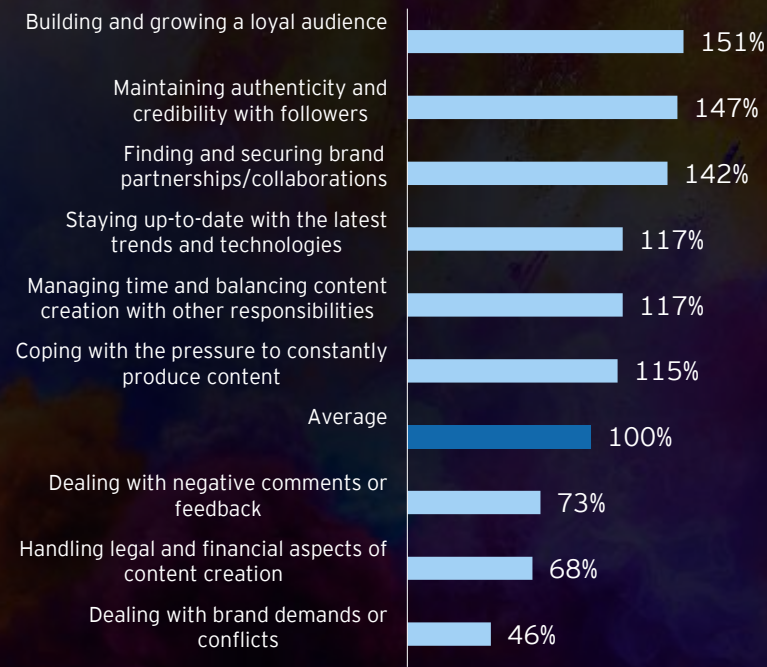 Building and growing a loyal audience
151%
Maintaining authenticity and
credibility with followers
147%
Finding and securing brand
partnerships/collaborations
142%
Staying up-to-date with the latest
trends and technologies
117%
Managing time and balancing content
creation with other responsibilities
117%
Coping with the pressure to constantly
produce content
115%
Average
100%
Dealing with negative comments or
feedback
73%
Handling legal and financial aspects of
content creation
68%
Dealing with brand demands or
conflicts
46%